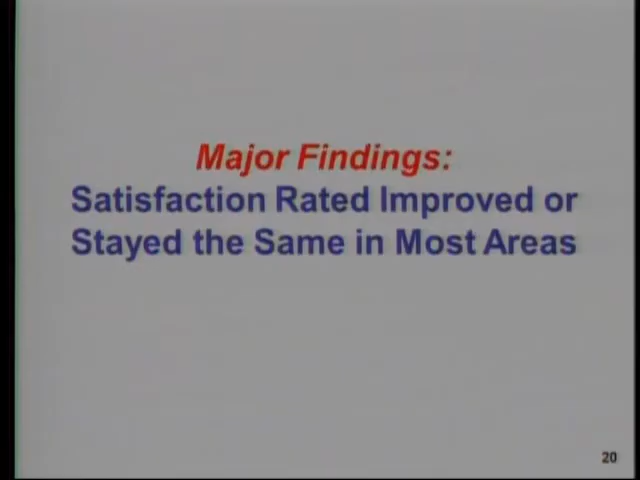 Major Findings:
Satisfaction Rated Improved or
Stayed the Same in Most Areas
20